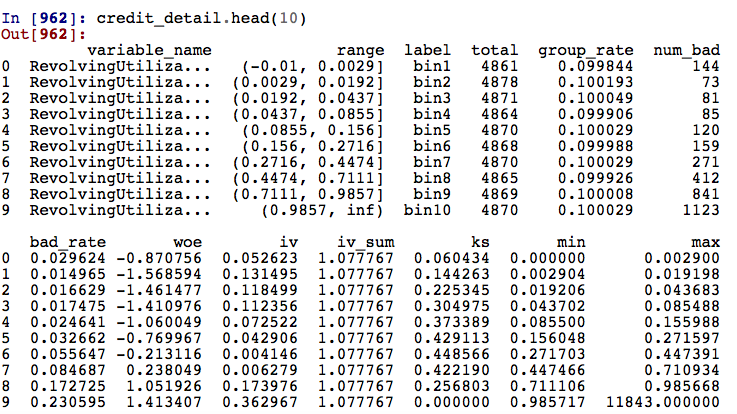 In [962]: credit_detail.head(10)
Out[962]:
variable_name range label total group_rate num_bad
0 RevolvingUtiliza... (-0.01, 0.0029] bin1 4861 0.099844 144
1 RevolvingUtiliza... (0.0029, 0.0192] bin2 4878 0.100193 73
2 RevolvingUtiliza... (0.0192, 0.0437] bin3 4871 0.100049 81
3 RevolvingUtiliza... (0.0437, 0.0855] bin4 4864 0.099906 85
4 RevolvingUtiliza... (0.0855, 0.156] bin5 4870 0.100029 120
5 RevolvingUtiliza... (0.156, 0.2716] bin6 4868 0.099988 159
6 RevolvingUtiliza... (0.2716, 0.4474] bin7 4870 0.100029 271
7 RevolvingUtiliza... (0.4474, 0.7111] bin8 4865 0.099926 412
8 RevolvingUtiliza... (0.7111, 0.9857] bin9 4869 0.100008 841
9 RevolvingUtiliza... (0.9857, inf) bin10 4870 0.100029 1123
bad_rate woe iv iv_sum ks min max
0 0.029624 -0.870756 0.052623 1.077767 0.060434 0.000000 0.002900
1 0.014965 -1.568594 0.131495 1.077767 0.144263 0.002904 0.019198
2 0.016629 -1.461477 0.118499 1.077767 0.225345 0.019206 0.043683
3 0.017475 -1.410976 0.112356 1.077767 0.304975 0.043702 0.085488
4 0.024641 -1.060049 0.072522 1.077767 0.373389 0.085500 0.155988
5 0.032662 -0.769967 0.042906 1.077767 0.429113 0.156048 0.271597
6 0.055647 -0.213116 0.004146 1.077767 0.448566 0.271703 0.447391
7 0.084687 0.238049 0.006279 1.077767 0.422190 0.447466 0.710934
8 0.172725 1.051926 0.173976 1.077767 0.256803 0.711106 0.985668
9 0.230595 1.413407 0.362967 1.077767 0.000000 0.985717 11843.000000